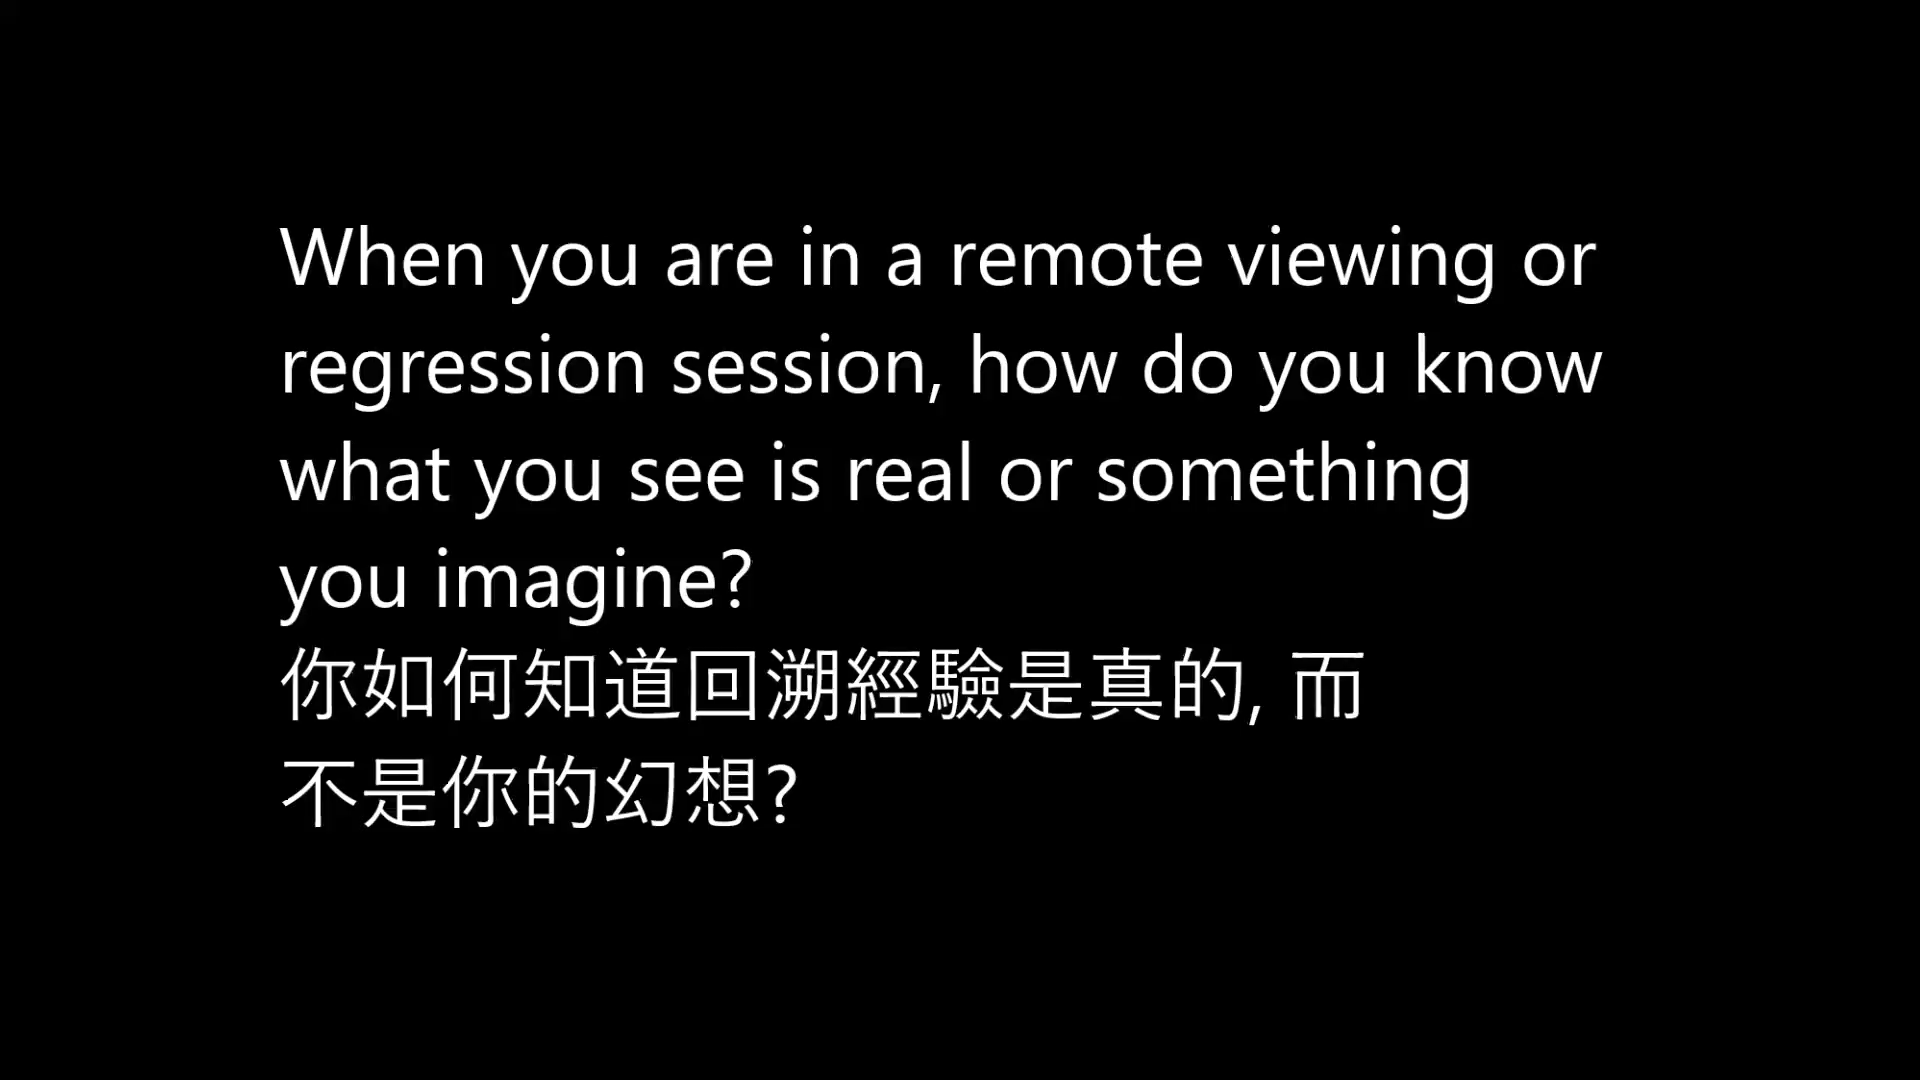 When you are in a remote viewing or
regression session, how do you know
what you see is real or something
you imagine?
你如何知道回溯經驗是真的, 而
不是你的幻想?